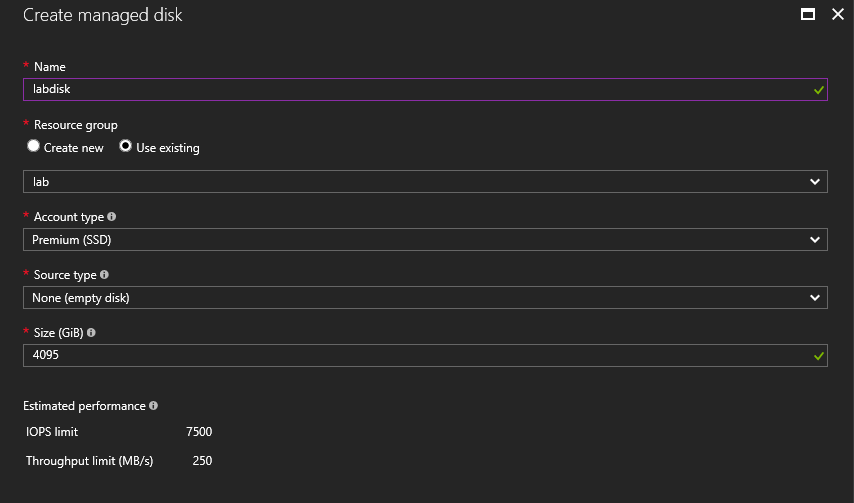 Create managed disk
* Name
labdisk
* Resource group
Create new Use existing
lab
* Account type
Premium (SSD)
* Source type
None (empty disk)
* Size (GiB)
4095
Estimated performance
IOPS limit 7500
Throughput limit (MB/s) 250